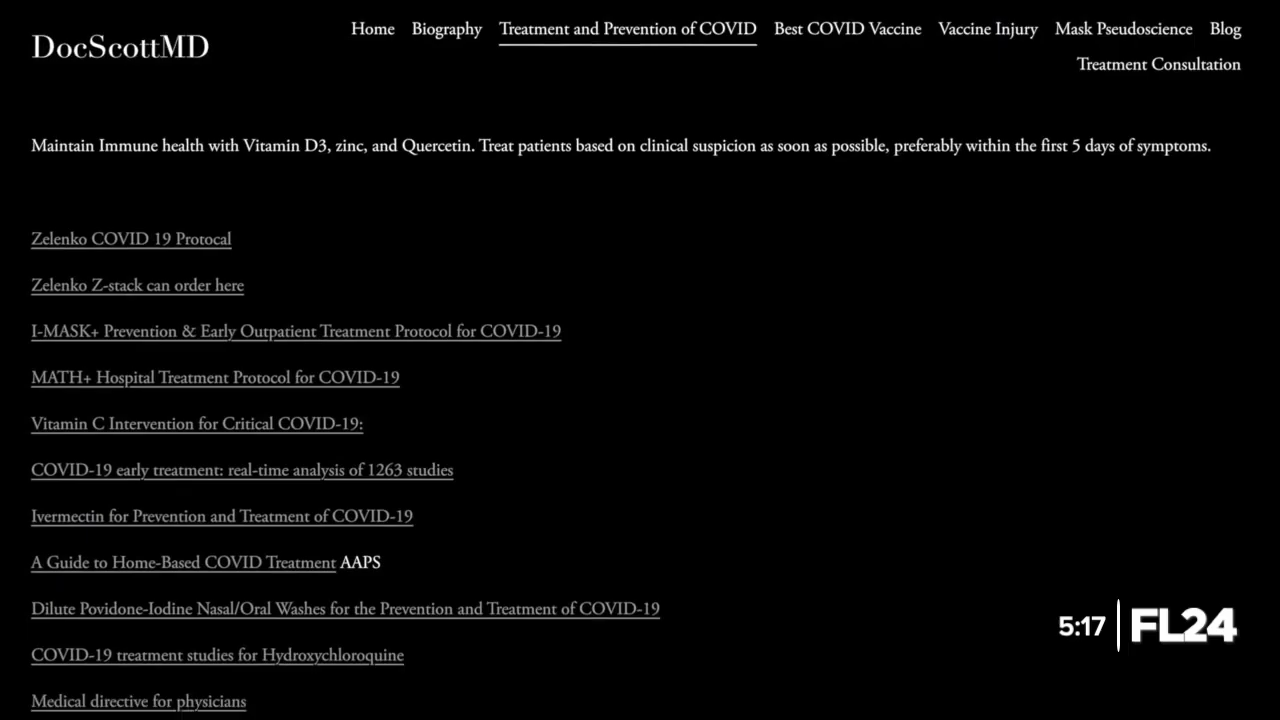 DocScottMD
Home Biography Treatment and Prevention of COVID Best COVID Vaccine Vaccine Injury Mask Pseudoscience Blog
Treatment Consultation
Maintain Immune health with Vitamin D3, zinc, and Quercetin. Treat patients based on clinical suspicion as soon as possible, preferably within the first 5 days of symptoms.
Zelenko COVID 19 Protocal
Zelenko Z-stack can order here
I-MASK+ Prevention & Early Outpatient Treatment Protocol for COVID-19
MATH+ Hospital Treatment Protocol for COVID-19
Vitamin C Intervention for Critical COVID-19:
COVID-19 early treatment: real-time analysis of 1263 studies
Ivermectin for Prevention and Treatment of COVID-19
A Guide to Home-Based COVID Treatment AAPS
Dilute Povidone-Iodine Nasal/Oral Washes for the Prevention and Treatment of COVID-19
5:17 FL24
COVID-19 treatment studies for Hydroxychloroquine
Medical directive for physicians